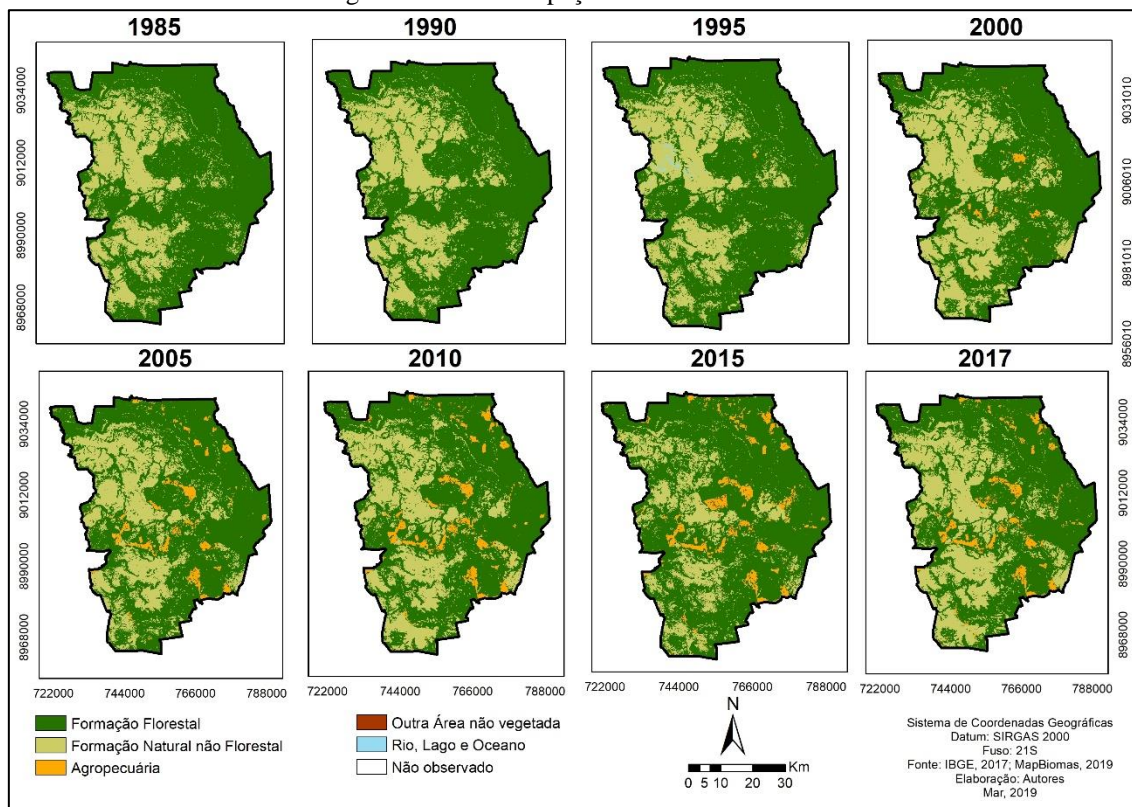 1985
1990
1995
2000
9034000
9012000
8990000
8968000
9031010
9006010
8981010
8956010
2005
2010
2015
2017
9034000
9012000
8990000
8968000
9034000
9012000
8990000
8968000
722000 744000 766000 788000
722000 744000 766000 788000
722000 744000 766000 788000
722000 744000 766000 788000
Formação Florestal
Formação Natural não Florestal
Agropecuária
Outra Área não vegetada
Rio, Lago e Oceano
Não observado
N
Km
0 5 10 20 30
Sistema de Coordenadas Geográficas
Datum: SIRGAS 2000
Fuso: 21S
Fonte: IBGE, 2017; MapBiomas, 2019
Elaboração: Autores
Mar, 2019